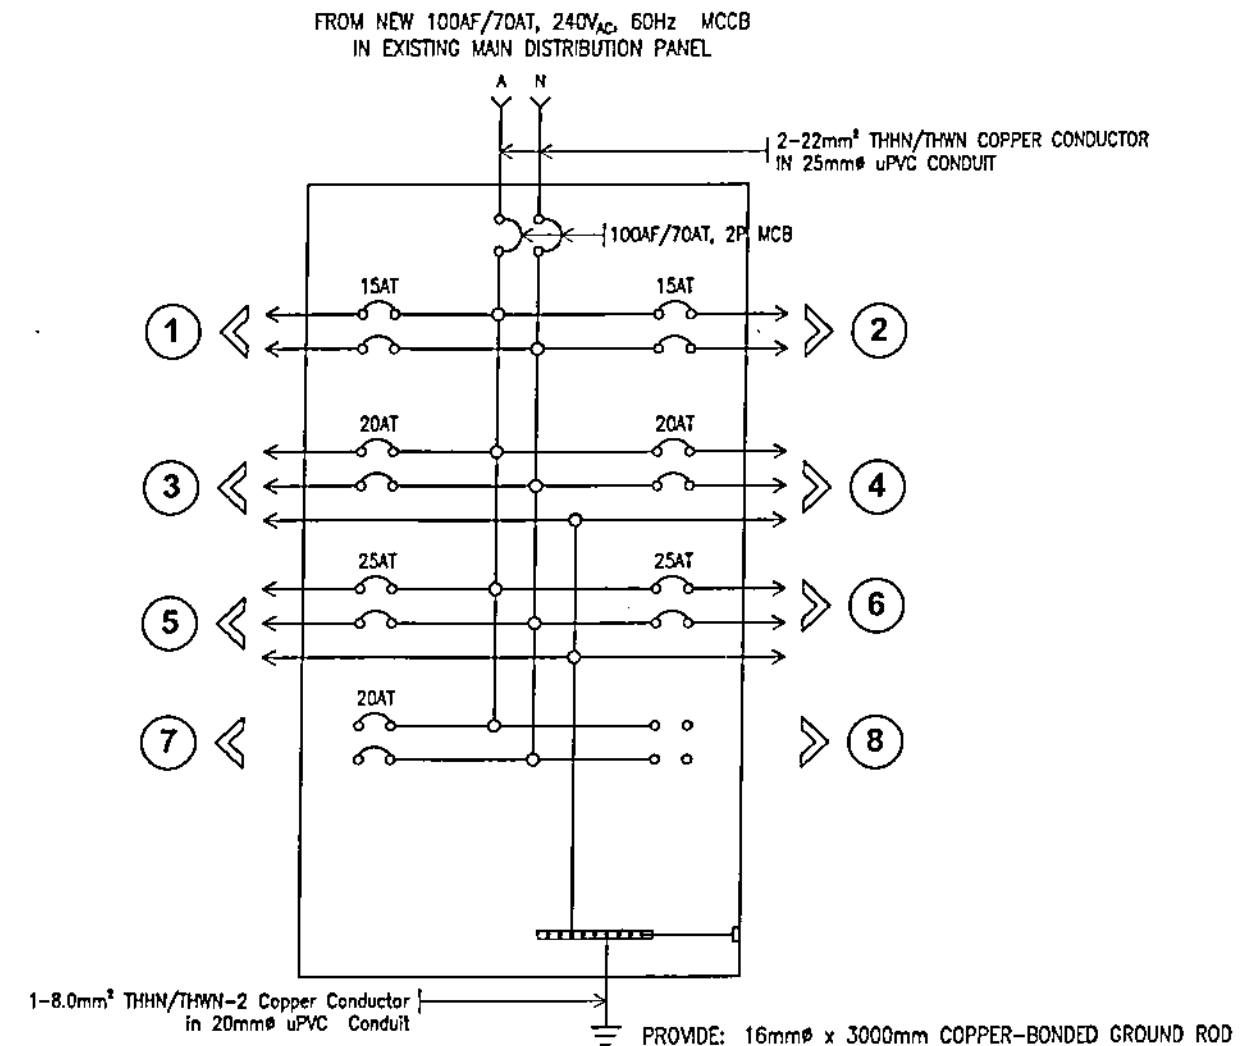 FROM NEW 100AF/70AT, 240VAC, 60Hz MCCB
IN EXISTING MAIN DISTRIBUTION PANEL
A N
2-22mm² THHN/THWN COPPER CONDUCTOR
IN 25mmø uPVC CONDUIT
100AF/70AT, 2P MCB
15AT 15AT
1 2
20AT 20AT
3 4
25AT 25AT
5 6
20AT
7 8
1-8.0mm² THHN/THWN-2 Copper Conductor
in 20mmø uPVC Conduit
PROVIDE: 16mmø x 3000mm COPPER-BONDED GROUND ROD